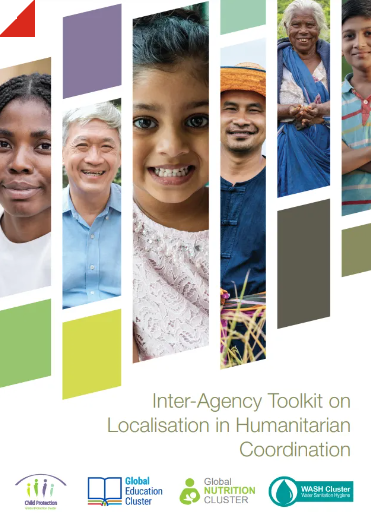 Inter-Agency Toolkit on
Localisation in Humanitarian
Coordination
Child Protection
Global
Education
Cluster
Global
NUTRITION
CLUSTER
WASH Cluster
Water Sanitation Hygiene